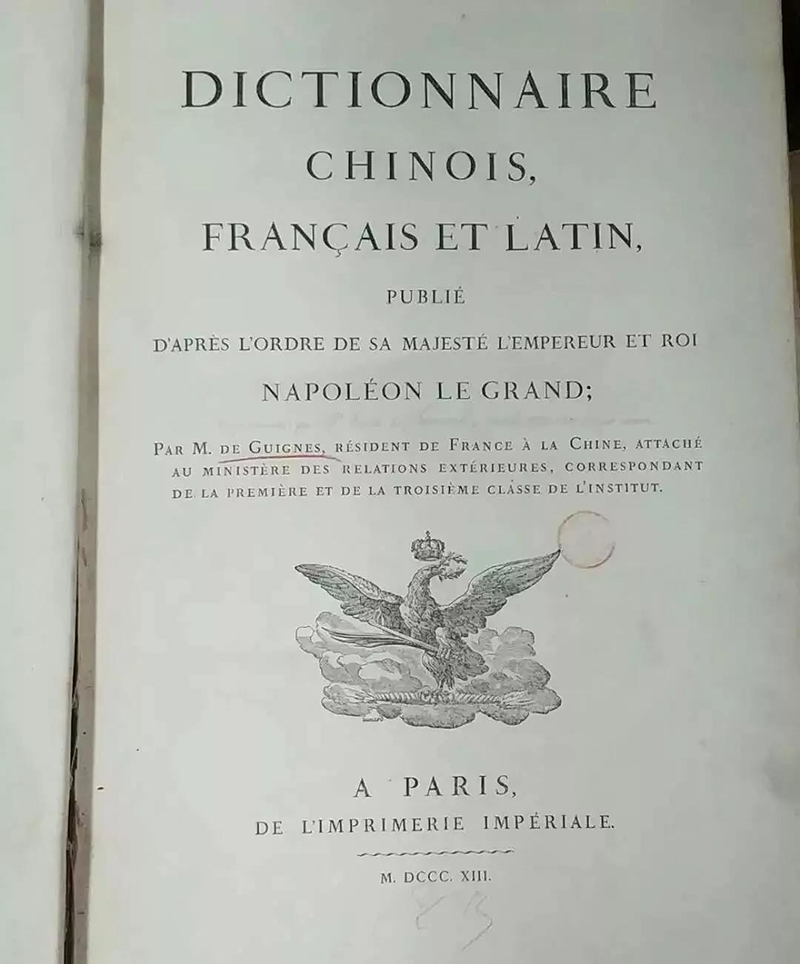 DICTIONNAIRE
CHINOIS,
FRANÇAIS ET LATIN,
PUBLIÉ
D'APRÈS L'ORDRE DE SA MAJESTÉ L'EMPEREUR ET ROI
NAPOLÉON LE GRAND;
PAR M. DE GUIGNES, RÉSIDENT DE FRANCE À LA CHINE, ATTACHÉ
AU MINISTÈRE DES RELATIONS EXTÉRIEURES, CORRESPONDANT
DE LA PREMIÈRE ET DE LA TROISIÈME CLASSE DE L'INSTITUT.
A PARIS,
DE L'IMPRIMERIE IMPÉRIALE.
M. DCCC. XIII.